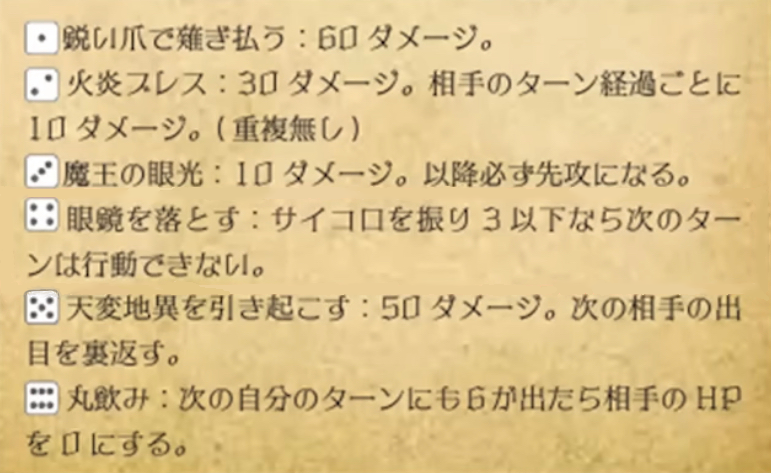 ⚀鋭い爪で薙ぎ払う：60ダメージ。
⚁火炎ブレス：30ダメージ。相手のターン経過ごとに
10ダメージ。(重複無し)
⚂魔王の眼光：10ダメージ。以降必ず先攻になる。
⚃眼鏡を落とす：サイコロを振り3以下なら次のター
ンは行動できない。
⚄天変地異を引き起こす：50ダメージ。次の相手の出
目を裏返す。
⚅丸飲み：次の自分のターンにも6が出たら相手のHP
を0にする。